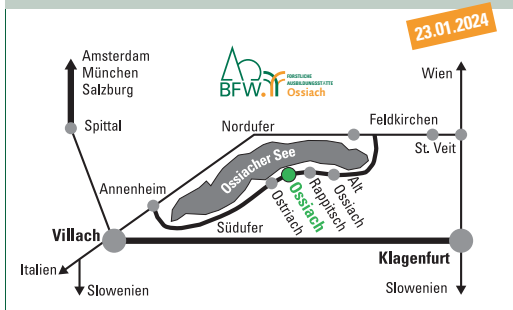 23.01.2024
Amsterdam
München
Salzburg
BFW
FORSTLICHE
AUSBILDUNGSSTÄTTE
Ossiach
Wien
Spittal
Nordufer
Feldkirchen
St. Veit
Ossiacher See
Annenheim
Ostriach
Ossiach
Rappitsch
Alt
Ossiach
Südufer
Villach
Klagenfurt
Italien
Slowenien
Slowenien